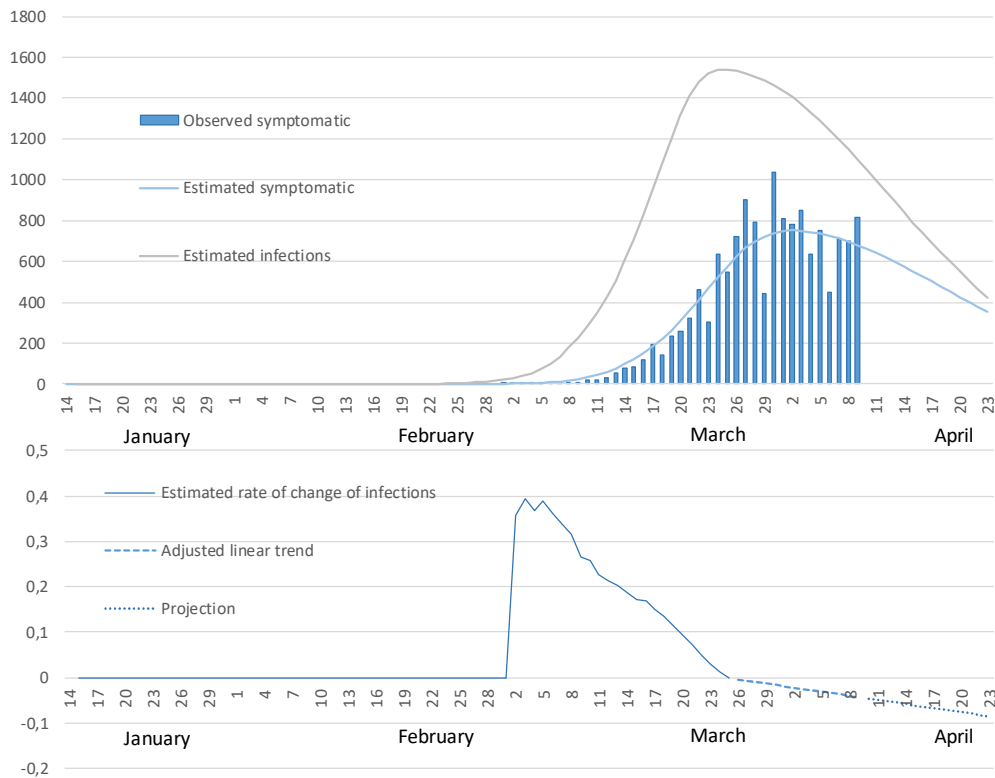 1800
1600
1400
1200
1000
800
600
400
200
0
Observed symptomatic
Estimated symptomatic
Estimated infections
14 17 20 23 26 29 1 4 7 10 13 16 19 22 25 28 2 5 8 11 14 17 20 23 26 29 2 5 8 11 14 17 20 23
January February March April
0,5
0,4
0,3
0,2
0,1
0
-0,1
-0,2
Estimated rate of change of infections
Adjusted linear trend
Projection
14 17 20 23 26 29 1 4 7 10 13 16 19 22 25 28 2 5 8 11 14 17 20 23 26 29 2 5 8 11 14 17 20 23
January February March April